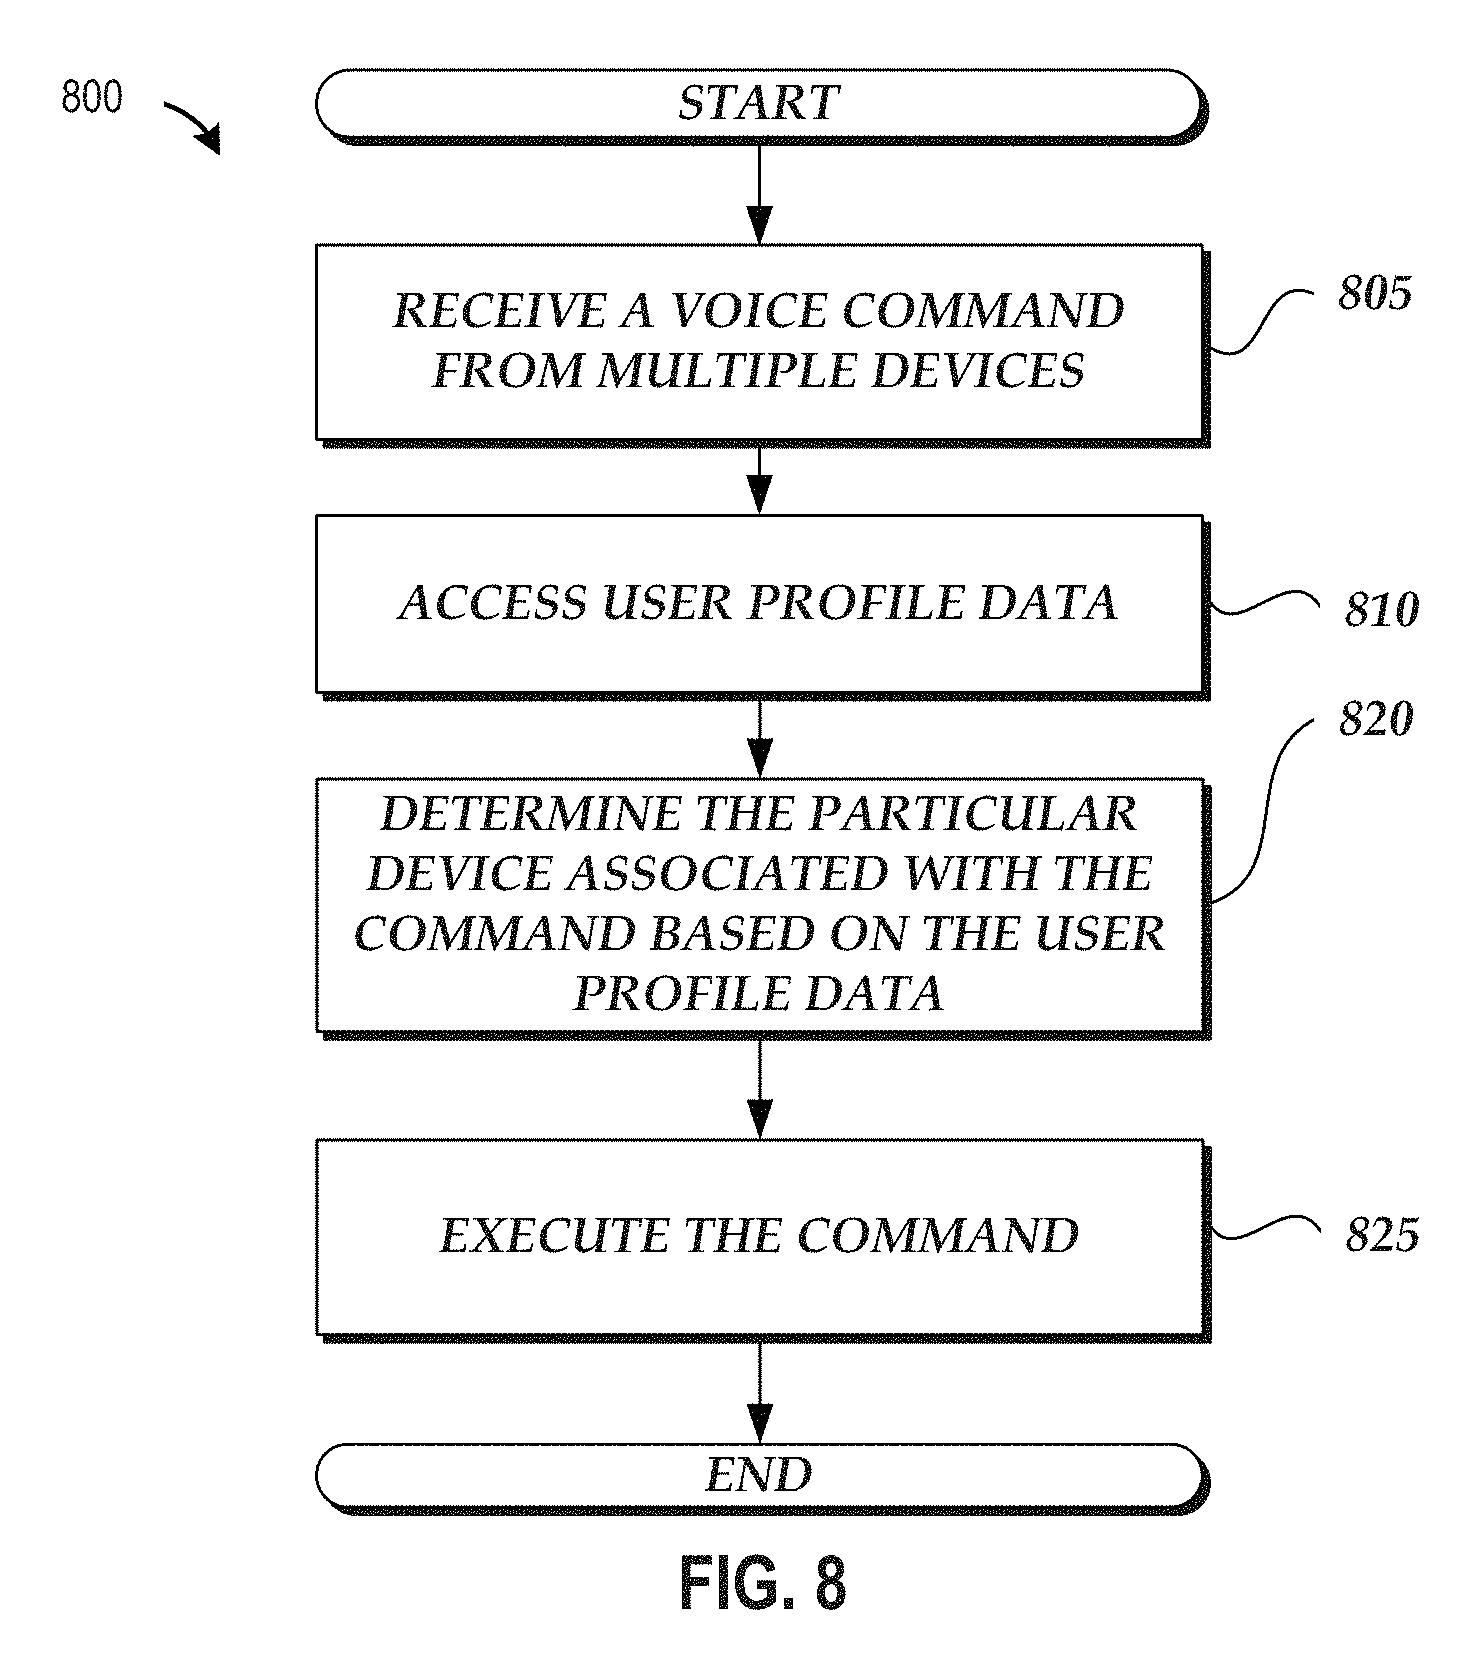 800
START
RECEIVE A VOICE COMMAND
FROM MULTIPLE DEVICES
805
ACCESS USER PROFILE DATA
810
820
DETERMINE THE PARTICULAR
DEVICE ASSOCIATED WITH THE
COMMAND BASED ON THE USER
PROFILE DATA
EXECUTE THE COMMAND
825
END
FIG. 8